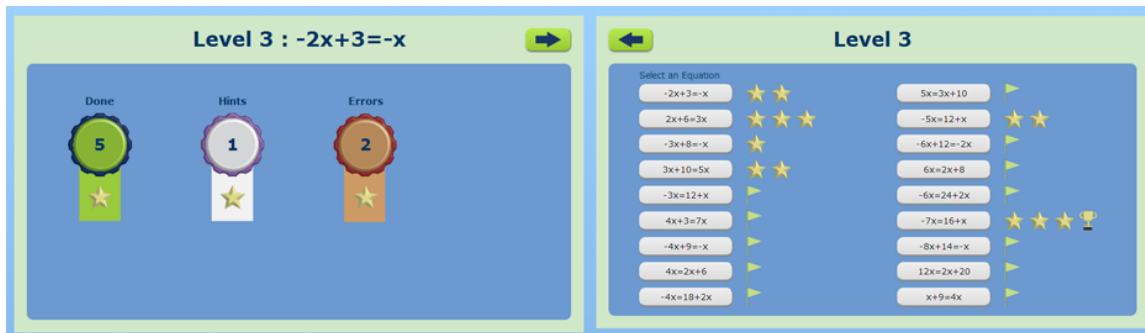 Level 3 : -2x+3=-x
Done Hints Errors
5 1 2
Level 3
Select an Equation
-2x+3=-x
2x+6=3x
-3x+8=-x
3x+10=5x
-3x=12+x
4x+3=7x
-4x+9=-x
4x=2x+6
-4x=18+2x
5x=3x+10
-5x=12+x
-6x+12=-2x
6x=2x+8
-6x=24+2x
-7x=16+x
-8x+14=-x
12x=2x+20
x+9=4x